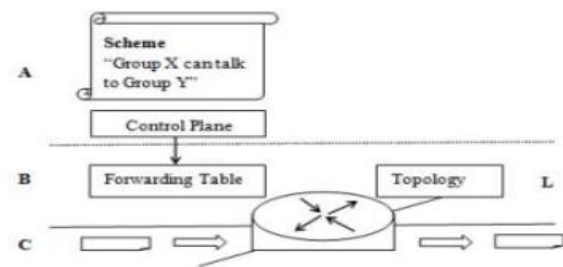 Scheme
“Group X can talk
to Group Y”
A
Control Plane
B
Forwarding Table
Topology
L
C